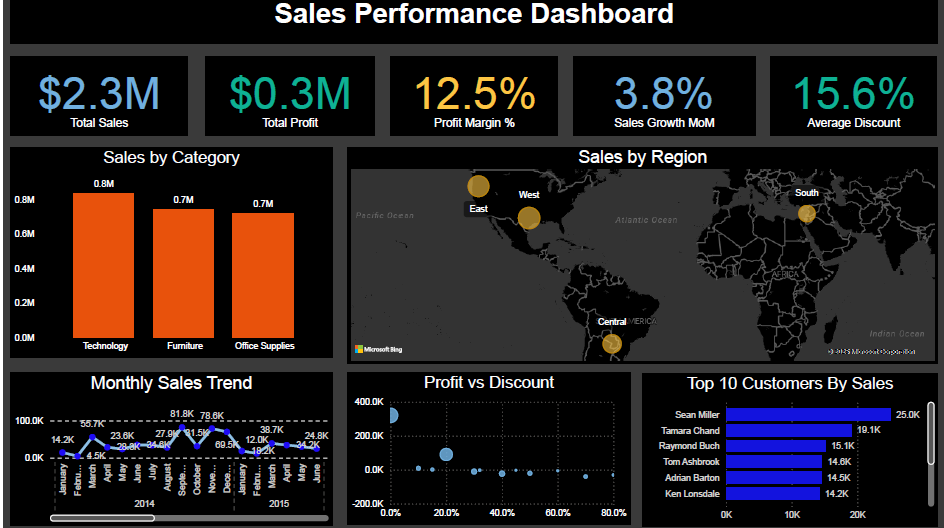 Sales Performance Dashboard
$2.3M
Total Sales
$0.3M
Total Profit
12.5%
Profit Margin %
3.8%
Sales Growth MoM
15.6%
Average Discount
Sales by Category
0.8M
0.6M
0.4M
0.2M
0.0M
0.8M
0.7M
0.7M
Technology
Furniture
Office Supplies
Sales by Region
Pacific Ocean
Atlantic Ocean
Indian Ocean
AFRICA
East
West
South
Central
Microsoft Bing
Microsoft Corporation
Monthly Sales Trend
100.0K
0.0K
14.2K
4.5K
55.7K
23.6K
34.6K
27.9K
81.8K
31.5K
78.6K
69.5K
18.2K
12.0K
38.7K
34.2K
24.8K
January
Febru...
March
April
May
June
July
August
Septe...
October
Nove...
Dece...
January
Febru...
March
April
May
June
2014
2015
Profit vs Discount
400.0K
200.0K
0.0K
-200.0K
0.0%
20.0%
40.0%
60.0%
80.0%
Top 10 Customers By Sales
Sean Miller 25.0K
Tamara Chand 19.1K
Raymond Buch 15.1K
Tom Ashbrook 14.6K
Adrian Barton 14.5K
Ken Lonsdale 14.2K
0K
10K
20K